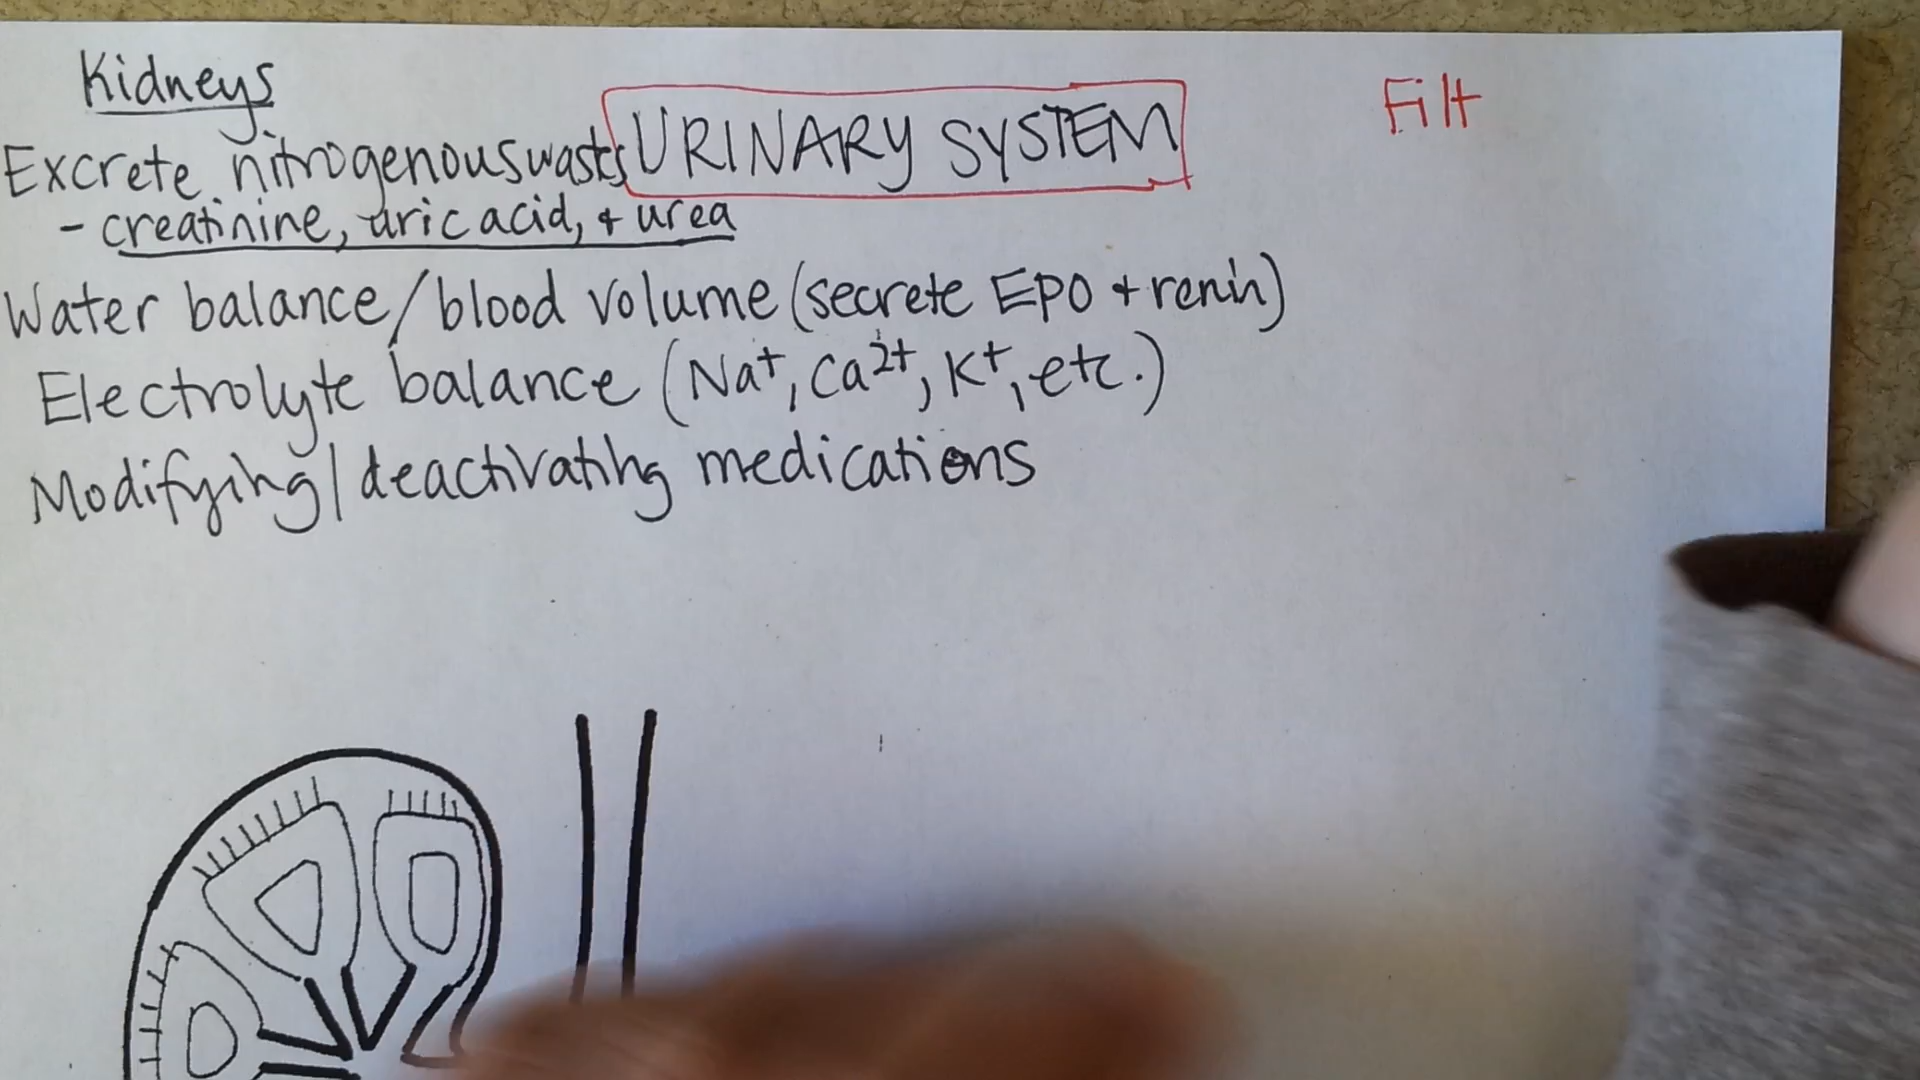 Kidneys
URINARY SYSTEM
Filt
Excrete nitrogenous wasts
- creatinine, uric acid, + urea
Water balance/blood volume (secrete EPO + renin)
Electrolyte balance (Na+, Ca2+, K+, etc.)
Modifying/deactivating medications